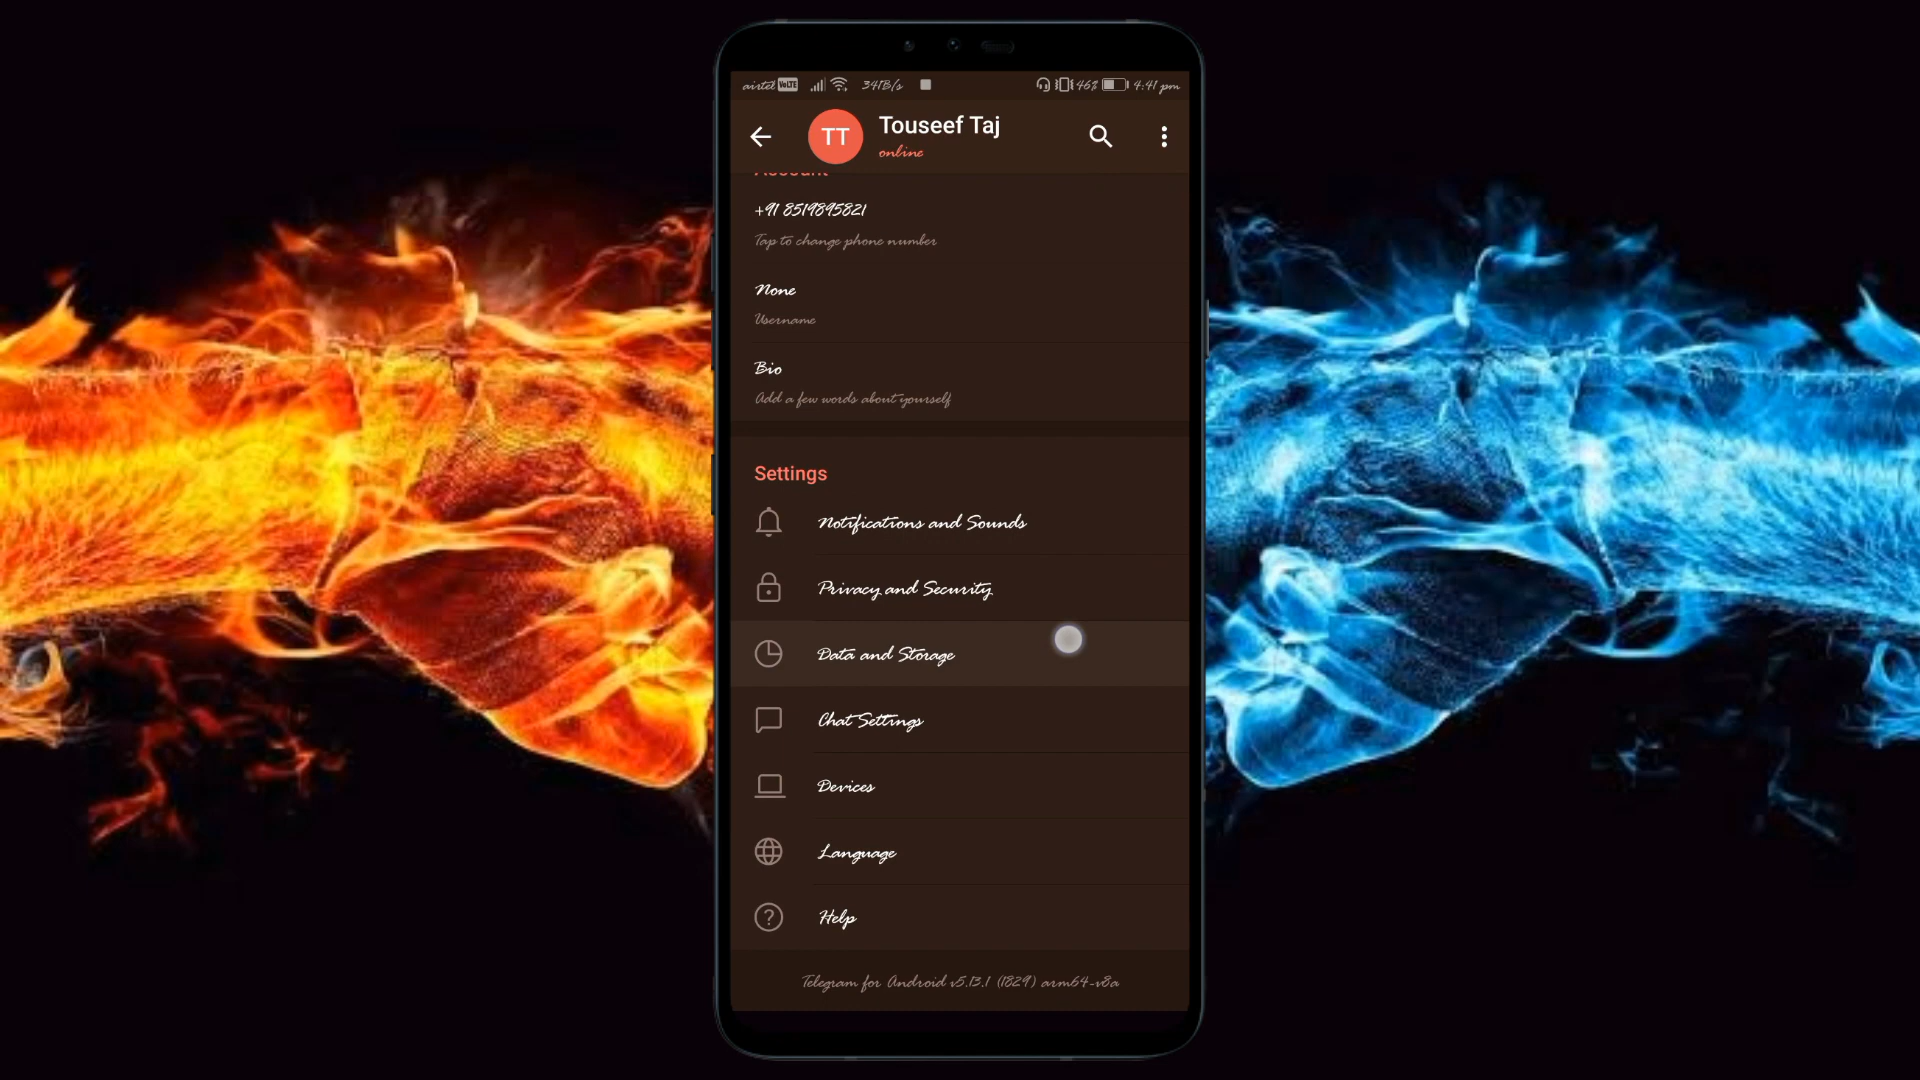 airtel VoLTE 341B/s 46% 4:41 pm
TT
Touseef Taj
online
Account
+91 8519895821
Tap to change phone number
None
Username
Bio
Add a few words about yourself
Settings
Notifications and Sounds
Privacy and Security
Data and Storage
Chat Settings
Devices
Language
Help
Telegram for Android v5.13.1 (1829) arm64-v8a